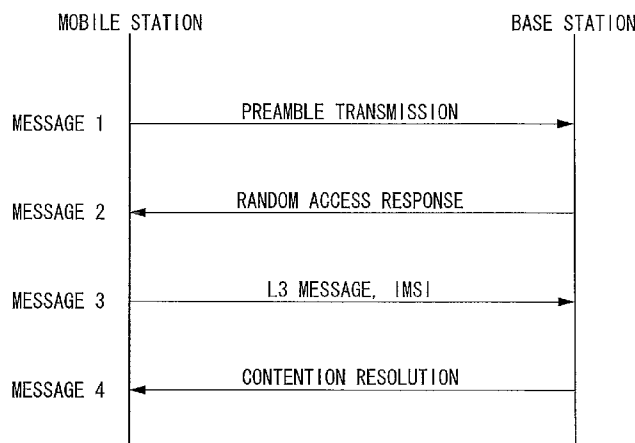 MOBILE STATION
BASE STATION
MESSAGE 1
PREAMBLE TRANSMISSION
MESSAGE 2
RANDOM ACCESS RESPONSE
MESSAGE 3
L3 MESSAGE, IMSI
MESSAGE 4
CONTENTION RESOLUTION